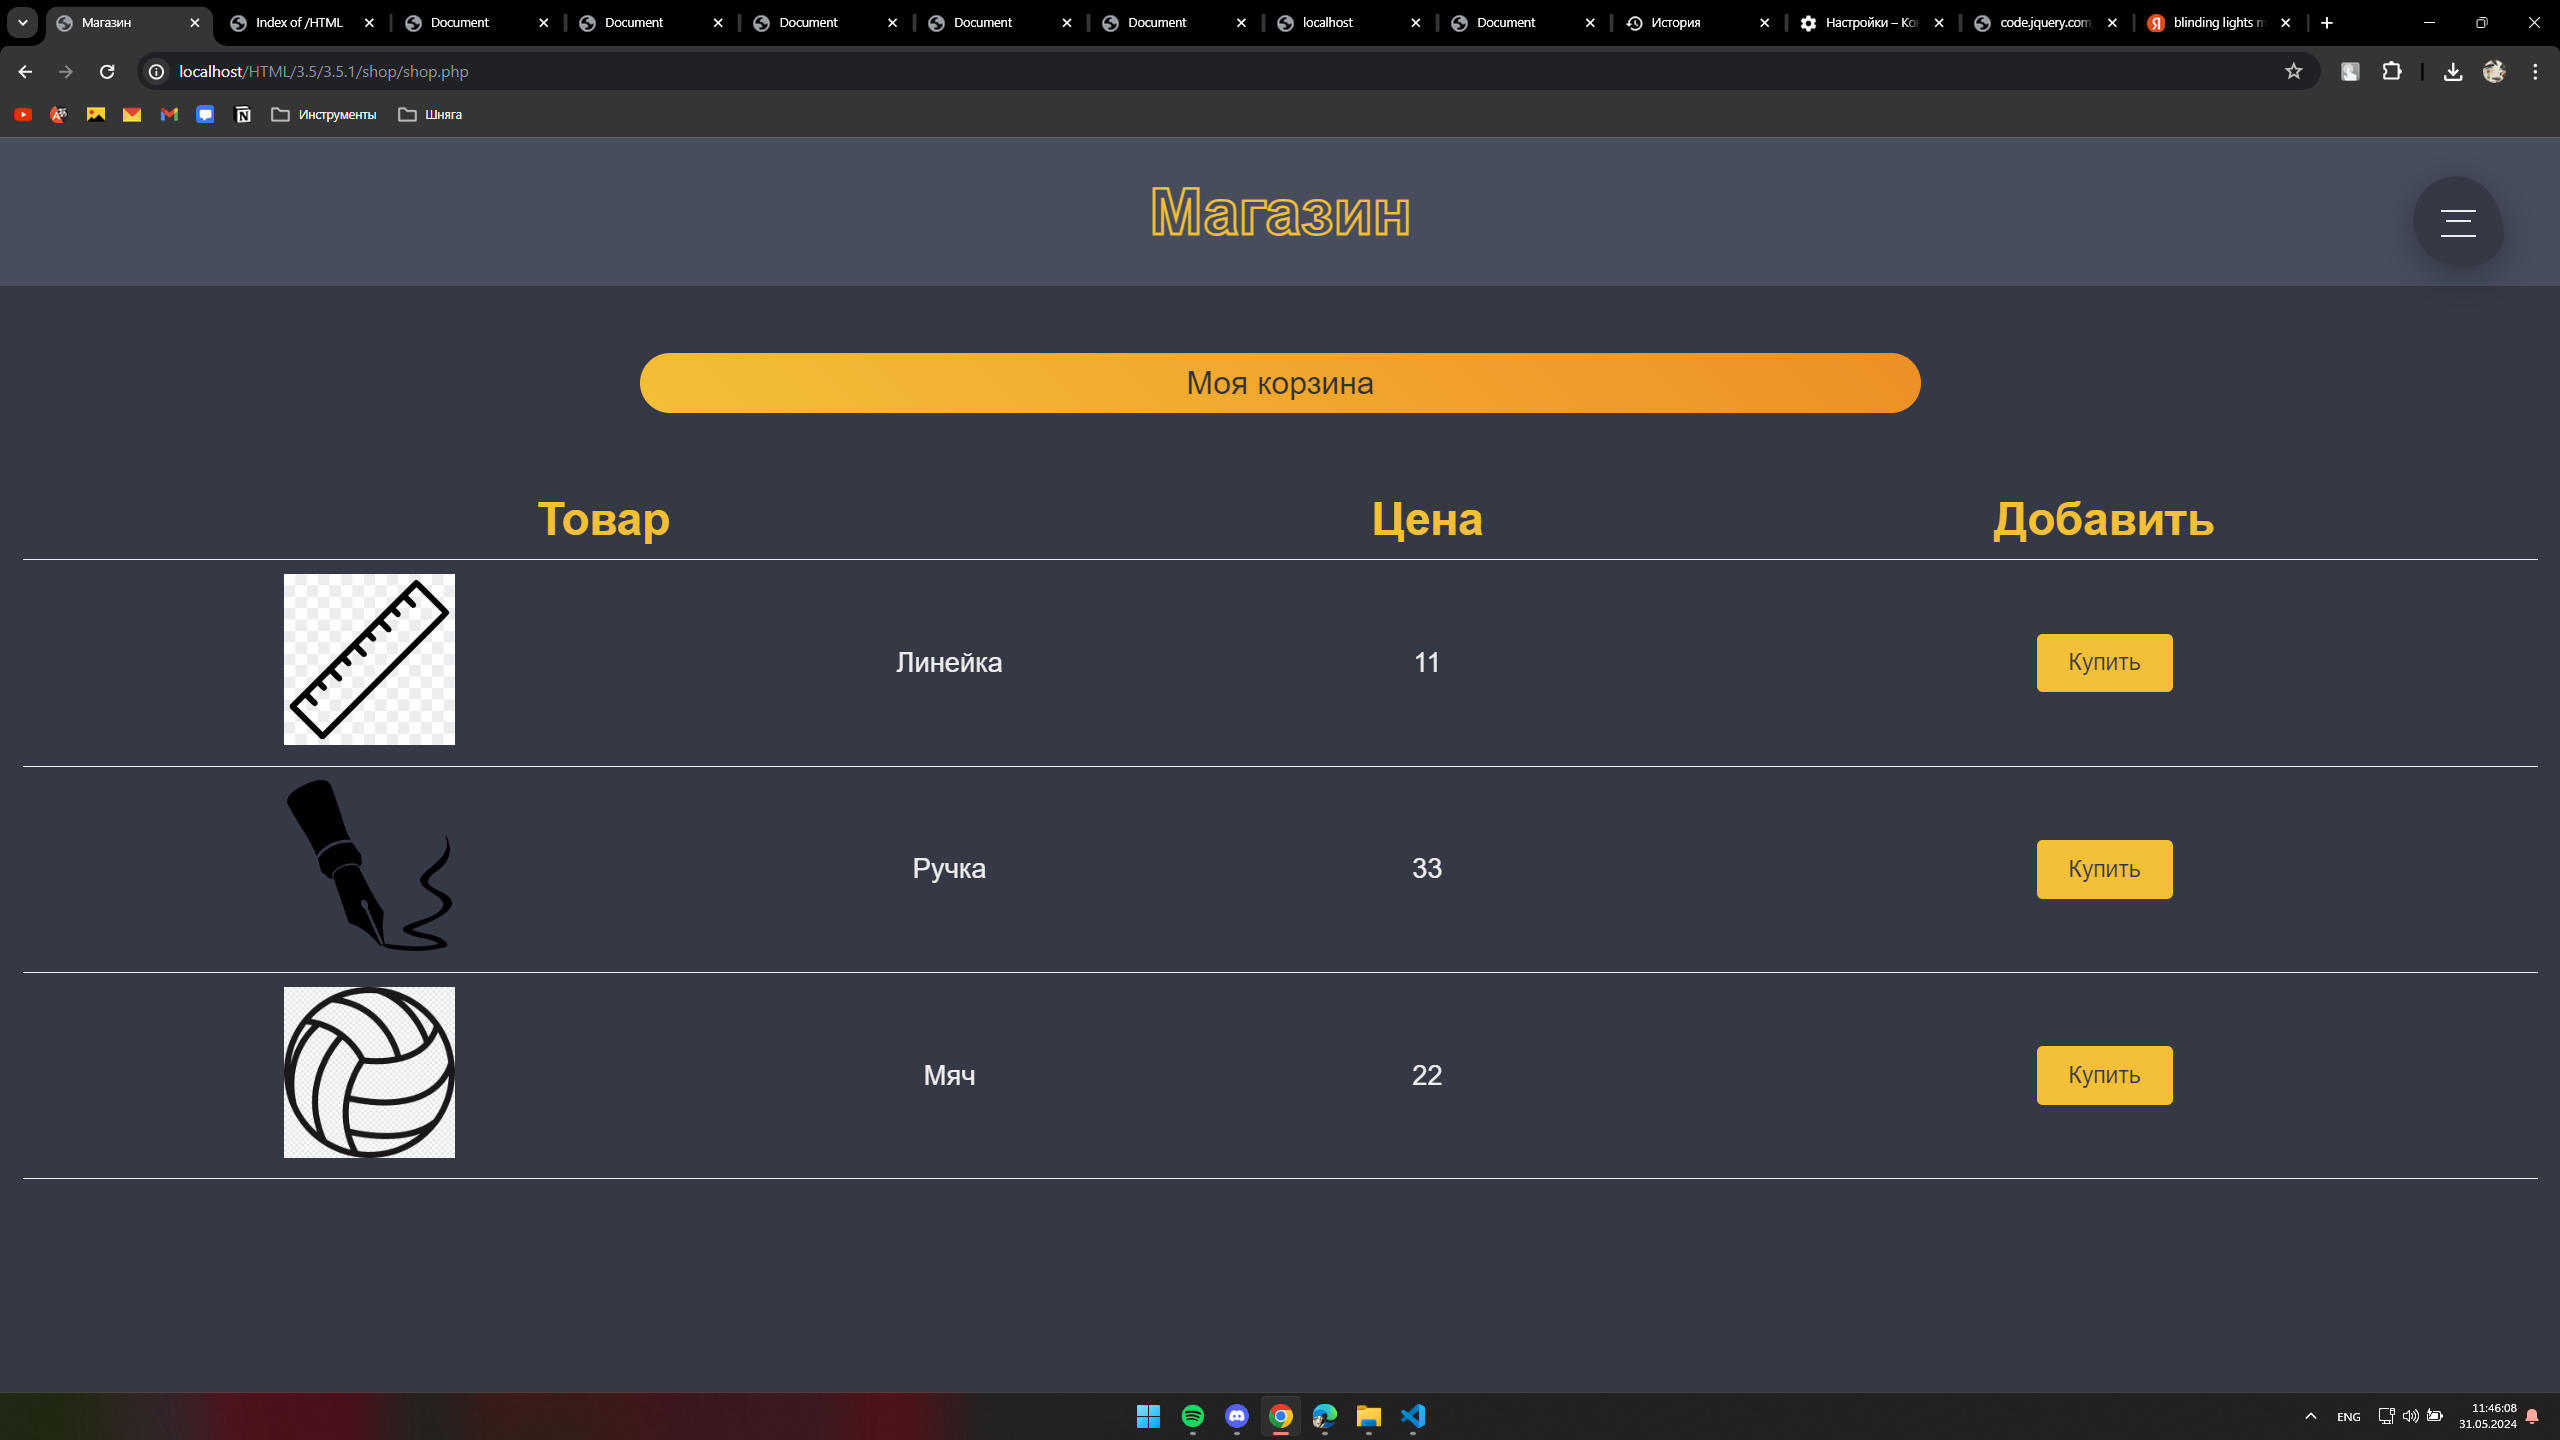 Магазин
Index of /HTML
Document
Document
Document
Document
Document
localhost
Document
История
Настройки – Ко
code.jquery.com
blinding lights m
localhost/HTML/3.5/3.5.1/shop/shop.php
Инструменты
Шняга
Магазин
Моя корзина
Товар Цена Добавить
Линейка 11 Купить
Ручка 33 Купить
Мяч 22 Купить
ENG
11:46:08
31.05.2024